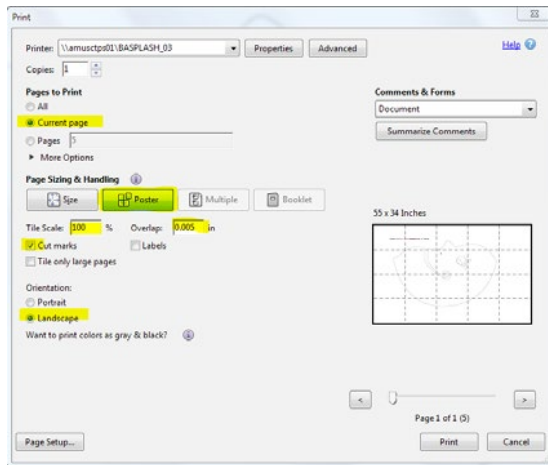 Print
Printer: \\amusctps01\BASPLASH_03 Properties Advanced Help
Copies: 1
Pages to Print
All
Current page
Pages 5
More Options
Comments & Forms
Document
Summarize Comments
Page Sizing & Handling
Size Poster Multiple Booklet
Tile Scale: 100 % Overlap: 0.005 in
Cut marks Labels
Tile only large pages
Orientation:
Portrait
Landscape
Want to print colors as gray & black?
55 x 34 Inches
< >
Page 1 of 1 (5)
Page Setup... Print Cancel